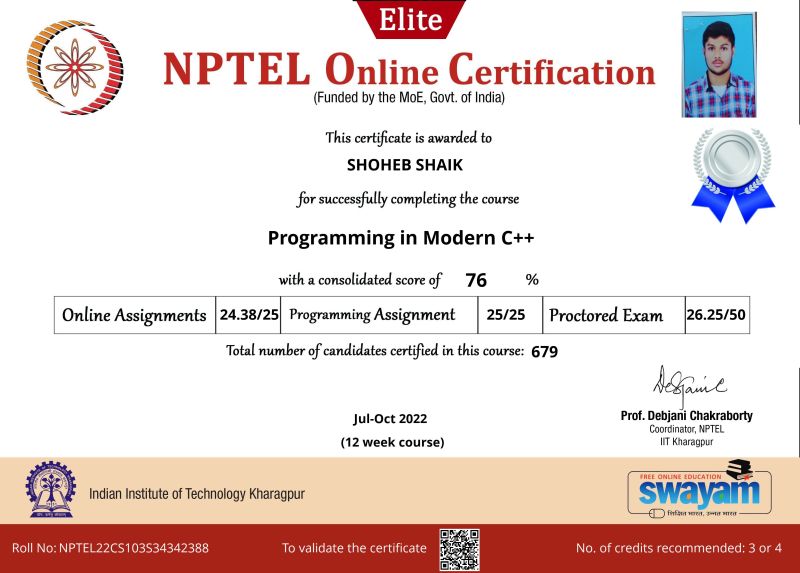 Elite
NPTEL Online Certification
(Funded by the MoE, Govt. of India)
This certificate is awarded to
SHOHEB SHAIK
for successfully completing the course
Programming in Modern C++
with a consolidated score of 76 %
Online Assignments 24.38/25 Programming Assignment 25/25 Proctored Exam 26.25/50
Total number of candidates certified in this course: 679
Prof. Debjani Chakraborty
Coordinator, NPTEL
IIT Kharagpur
Jul-Oct 2022
(12 week course)
Indian Institute of Technology Kharagpur
FREE ONLINE EDUCATION
swayam
शिक्षित भारत, उन्नत भारत
Roll No: NPTEL22CS103S34342388 To validate the certificate No. of credits recommended: 3 or 4